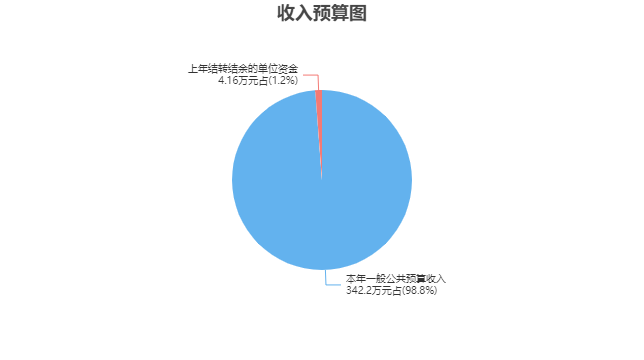 收入预算图
上年结转结余的单位资金
4.16万元占(1.2%)
本年一般公共预算收入
342.2万元占(98.8%)